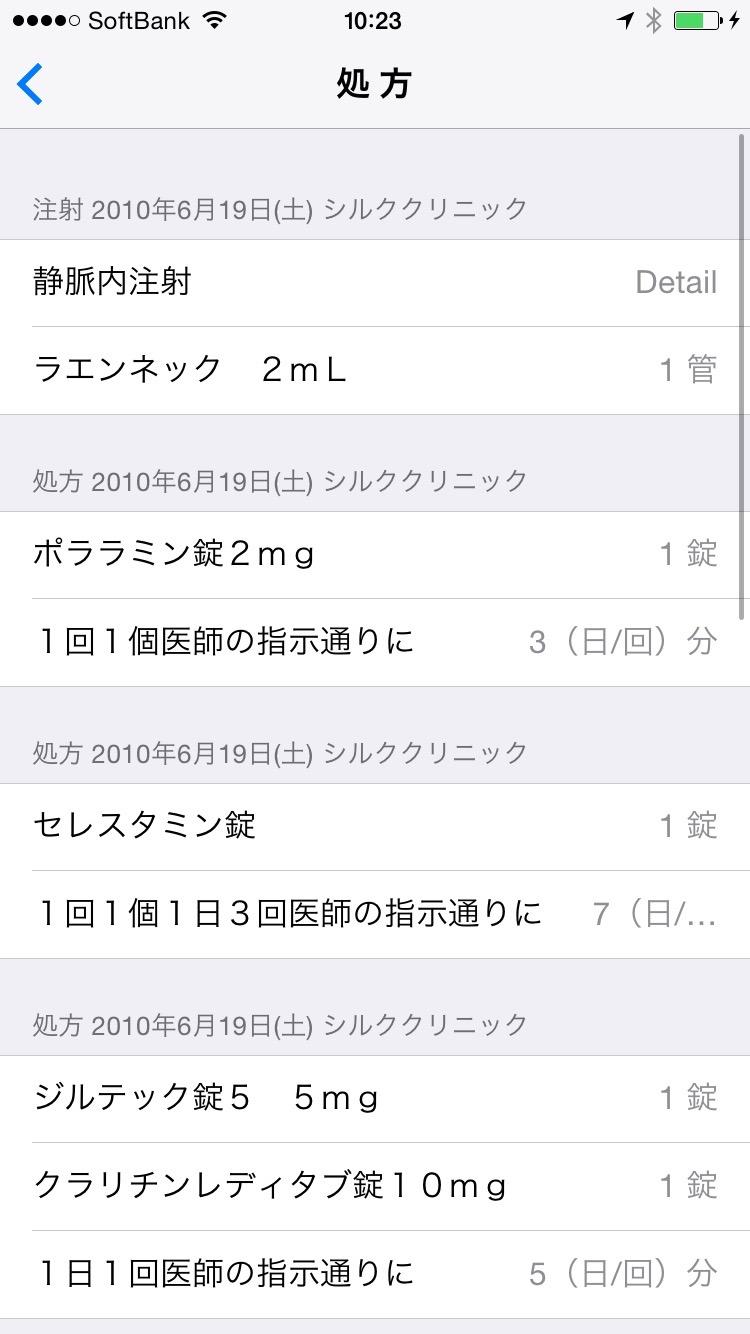 SoftBank 10:23
処方
注射 2010年6月19日(土) シルククリニック
静脈内注射 Detail
ラエンネック　２ｍＬ 1 管
処方 2010年6月19日(土) シルククリニック
ポララミン錠２ｍｇ 1 錠
１回１個医師の指示通りに 3（日/回）分
処方 2010年6月19日(土) シルククリニック
セレスタミン錠 1 錠
１回１個１日３回医師の指示通りに 7（日/…
処方 2010年6月19日(土) シルククリニック
ジルテック錠５　５ｍｇ 1 錠
クラリチンレディタブ錠１０ｍｇ 1 錠
１日１回医師の指示通りに 5（日/回）分